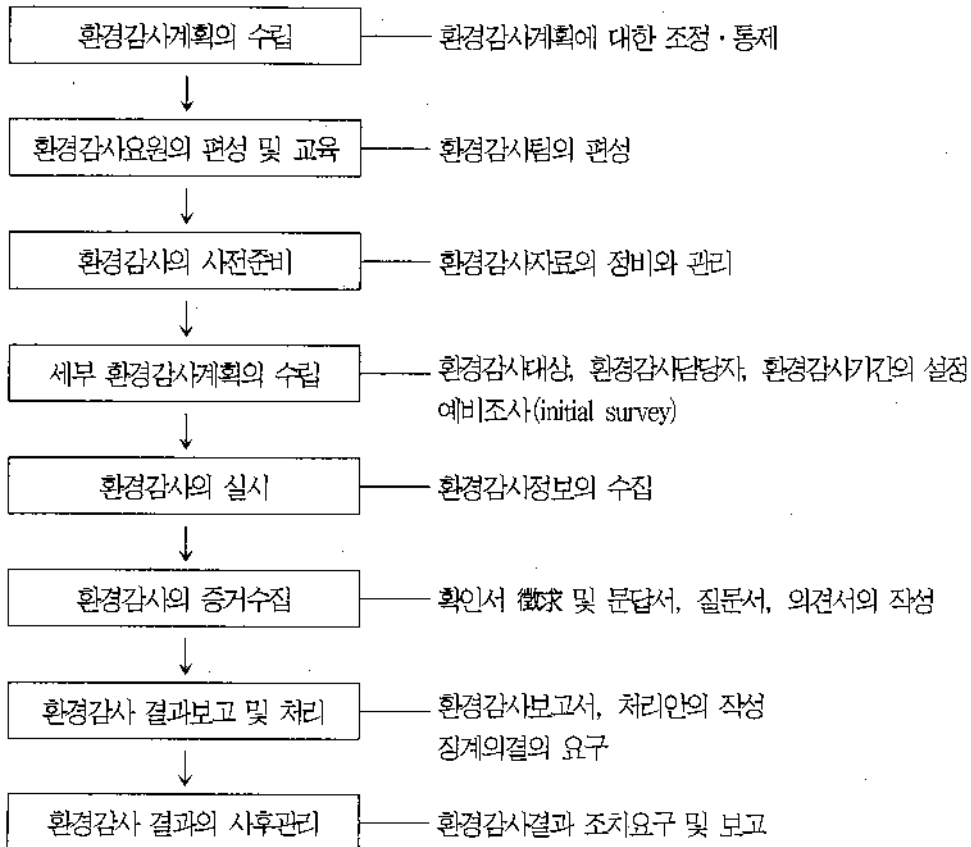 환경감사계획의 수립 환경감사계획에 대한 조정·통제
환경감사요원의 편성 및 교육 환경감사팀의 편성
환경감사의 사전준비 환경감사자료의 정비와 관리
세부 환경감사계획의 수립 환경감사대상, 환경감사담당자, 환경감사기간의 설정
예비조사(initial survey)
환경감사의 실시 환경감사정보의 수집
환경감사의 증거수집 확인서 徵求 및 문답서, 질문서, 의견서의 작성
환경감사 결과보고 및 처리 환경감사보고서, 처리안의 작성
징계의결의 요구
환경감사 결과의 사후관리 환경감사결과 조치요구 및 보고